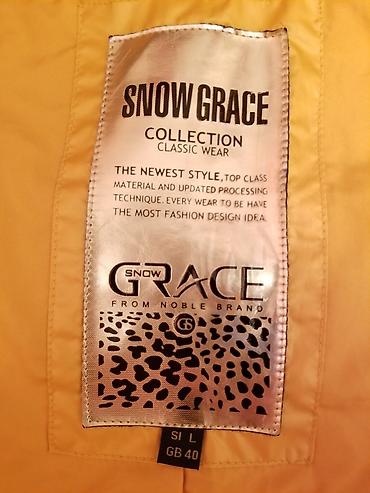 SNOW GRACE
COLLECTION
CLASSIC WEAR
THE NEWEST STYLE, TOP CLASS
MATERIAL AND UPDATED PROCESSING
TECHNIQUE. EVERY WEAR TO BE HAVE
THE MOST FASHION DESIGN IDEA.
SNOW
GRACE
FROM NOBLE BRAND
GS
SI L
GB 40